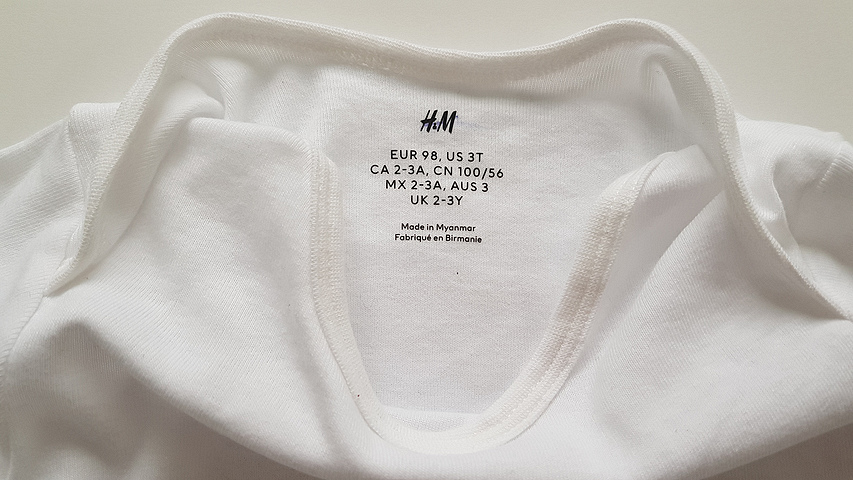 H&M
EUR 98, US 3T
CA 2-3A, CN 100/56
MX 2-3A, AUS 3
UK 2-3Y
Made in Myanmar
Fabriqué en Birmanie